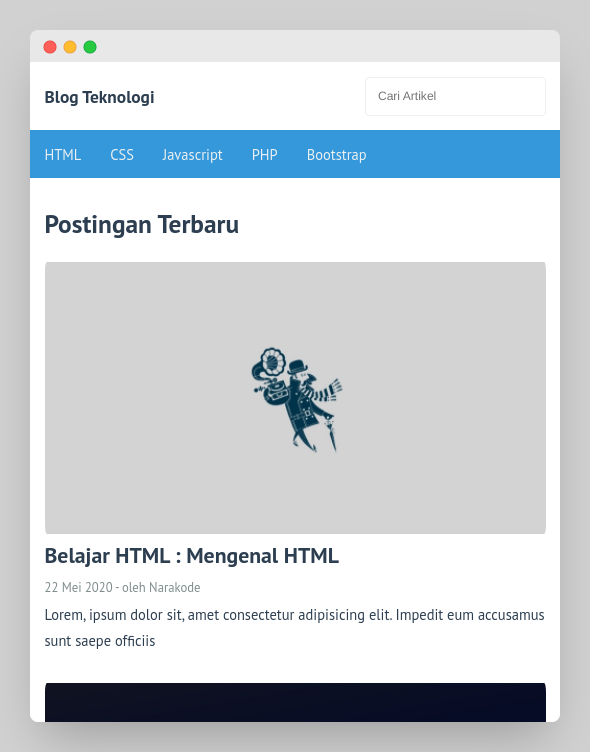 Blog Teknologi
Cari Artikel
HTML CSS Javascript PHP Bootstrap
Postingan Terbaru
Belajar HTML : Mengenal HTML
22 Mei 2020 - oleh Narakode
Lorem, ipsum dolor sit, amet consectetur adipisicing elit. Impedit eum accusamus
sunt saepe officiis